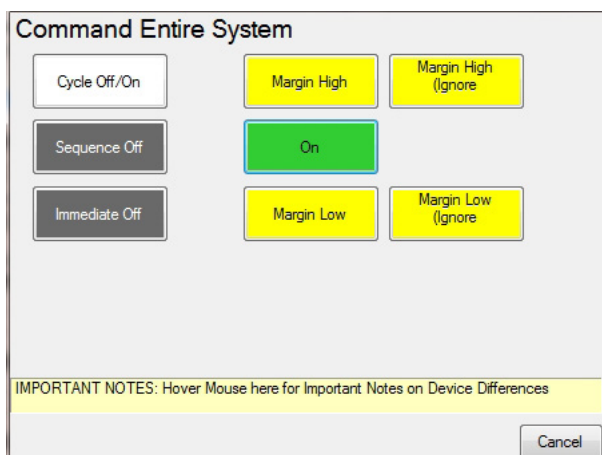 Command Entire System
Cycle Off/On
Margin High
Margin High
(Ignore
Sequence Off
On
Immediate Off
Margin Low
Margin Low
(Ignore
IMPORTANT NOTES: Hover Mouse here for Important Notes on Device Differences
Cancel